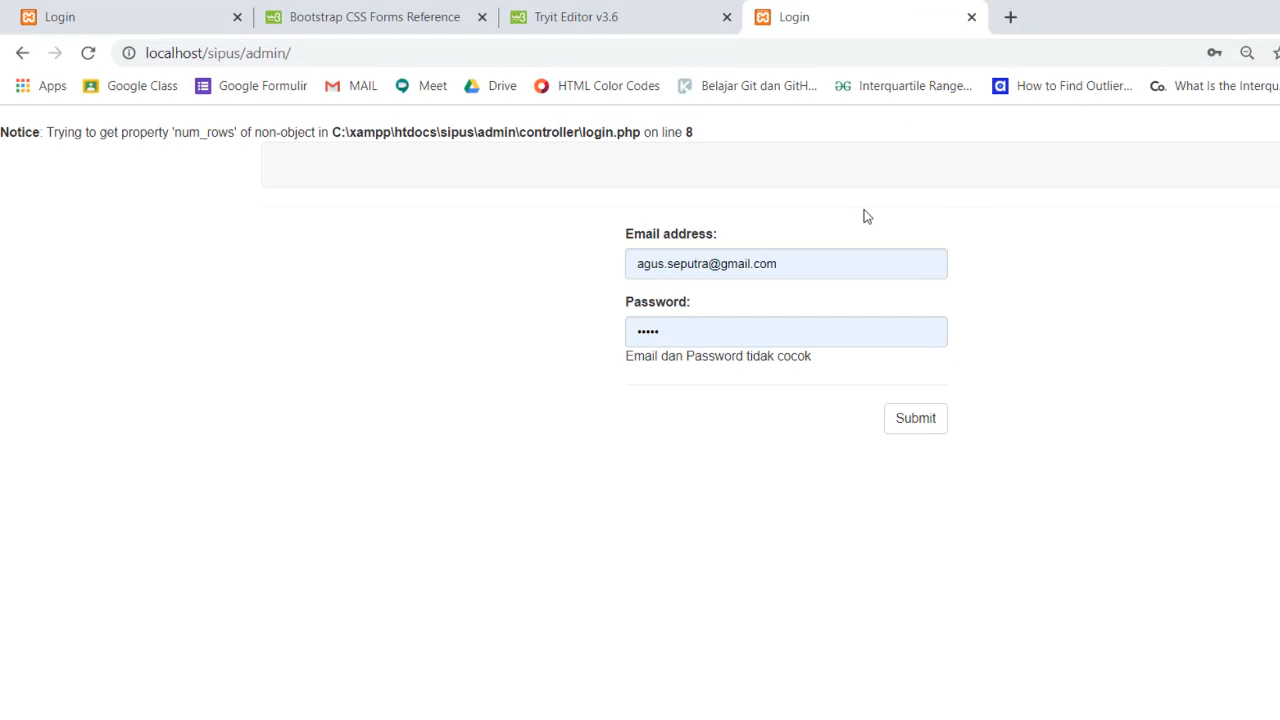 Login
Bootstrap CSS Forms Reference
Tryit Editor v3.6
Login
localhost/sipus/admin/
Apps Google Class Google Formulir MAIL Meet Drive HTML Color Codes Belajar Git dan GitH... Interquartile Range... How to Find Outlier... Co. What Is the Interqu
Notice: Trying to get property 'num_rows' of non-object in C:\xampp\htdocs\sipus\admin\controller\login.php on line 8
Email address:
agus.seputra@gmail.com
Password:
•••••
Email dan Password tidak cocok
Submit